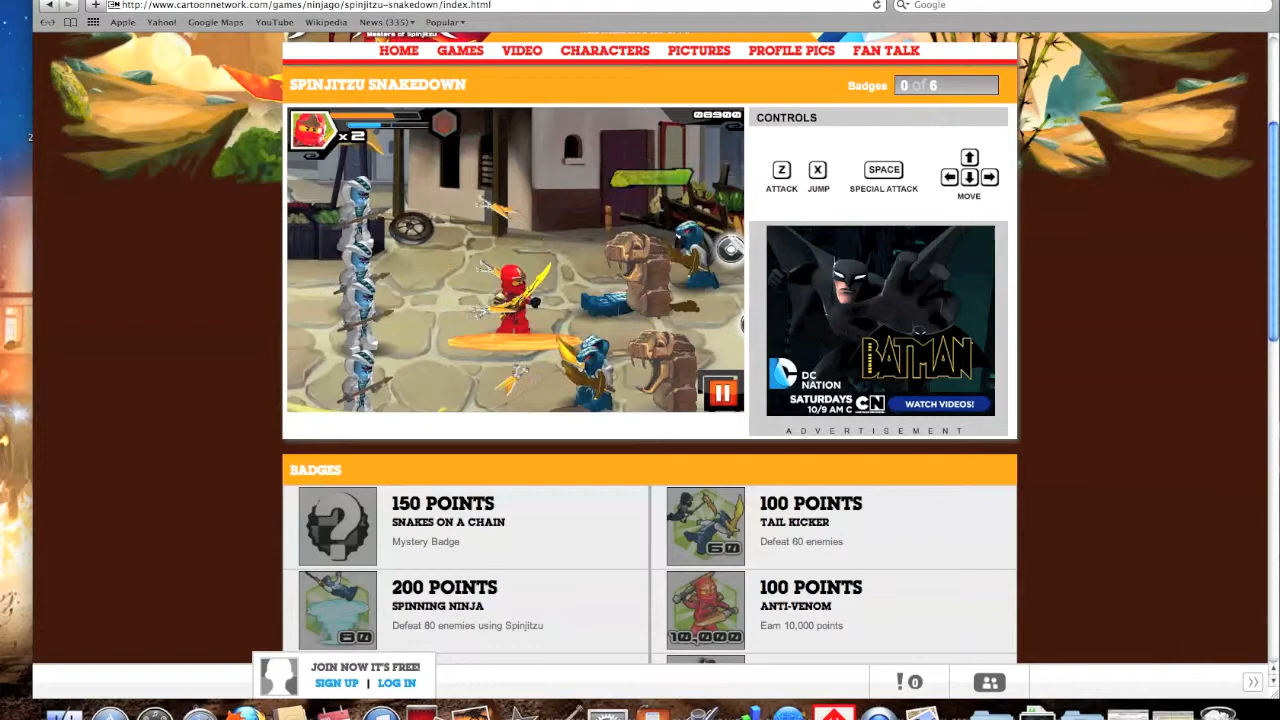 http://www.cartoonnetwork.com/games/ninjago/spinjitzu-snakedown/index.html
Google
Apple Yahoo! Google Maps YouTube Wikipedia News (335) Popular
Masters of Spinjitzu
HOME GAMES VIDEO CHARACTERS PICTURES PROFILE PICS FAN TALK
SPINJITZU SNAKEDOWN
Badges 0 of 6
x 2
08900
CONTROLS
Z X SPACE
ATTACK JUMP SPECIAL ATTACK
MOVE
BATMAN
DC
NATION
SATURDAYS
10/9 AM C CN
WATCH VIDEOS!
ADVERTISEMENT
BADGES
150 POINTS
SNAKES ON A CHAIN
Mystery Badge
?
100 POINTS
TAIL KICKER
Defeat 60 enemies
60
200 POINTS
SPINNING NINJA
Defeat 80 enemies using Spinjitzu
80
100 POINTS
ANTI-VENOM
Earn 10,000 points
10,000
JOIN NOW IT'S FREE!
SIGN UP | LOG IN
! 0